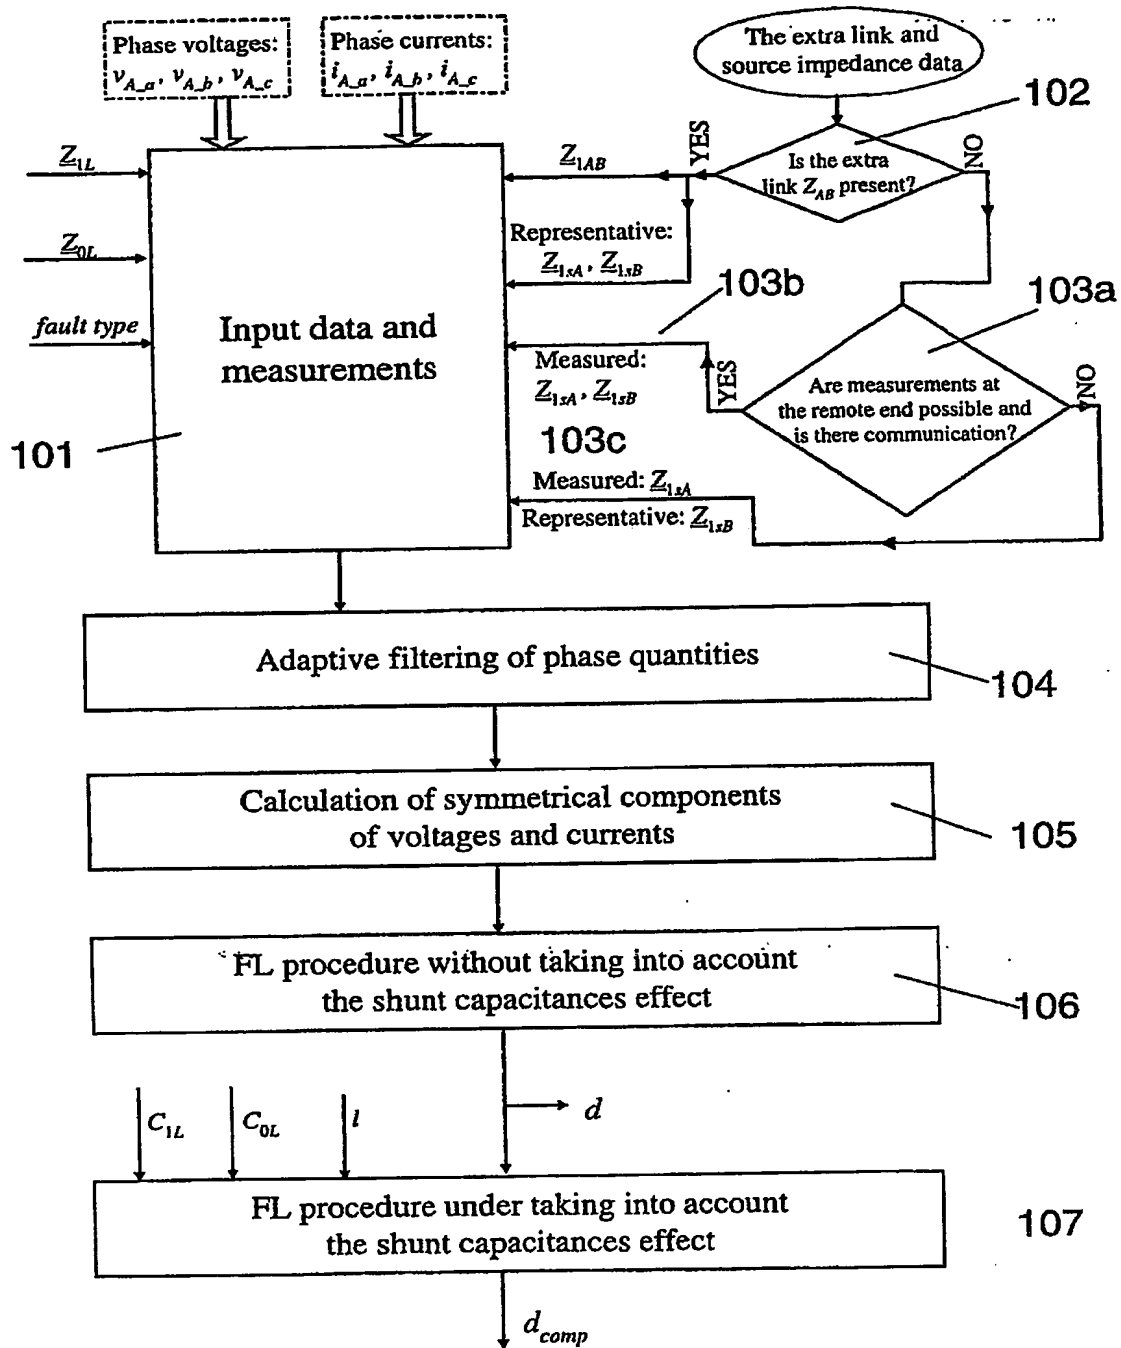 Phase voltages:
v_A_a, v_A_b, v_A_c
Phase currents:
i_A_a, i_A_b, i_A_c
The extra link and
source impedance data
102
YES
NO
Is the extra
link Z_AB present?
Z_1L
Z_1AB
Representative:
Z_1sA, Z_1sB
Z_0L
103b
103a
fault type
Input data and
measurements
Measured:
Z_1sA, Z_1sB
YES
NO
Are measurements at
the remote end possible and
is there communication?
101
103c
Measured: Z_1sA
Representative: Z_1sB
Adaptive filtering of phase quantities
104
Calculation of symmetrical components
of voltages and currents
105
FL procedure without taking into account
the shunt capacitances effect
106
C_1L
C_0L
l
d
FL procedure under taking into account
the shunt capacitances effect
107
d_comp